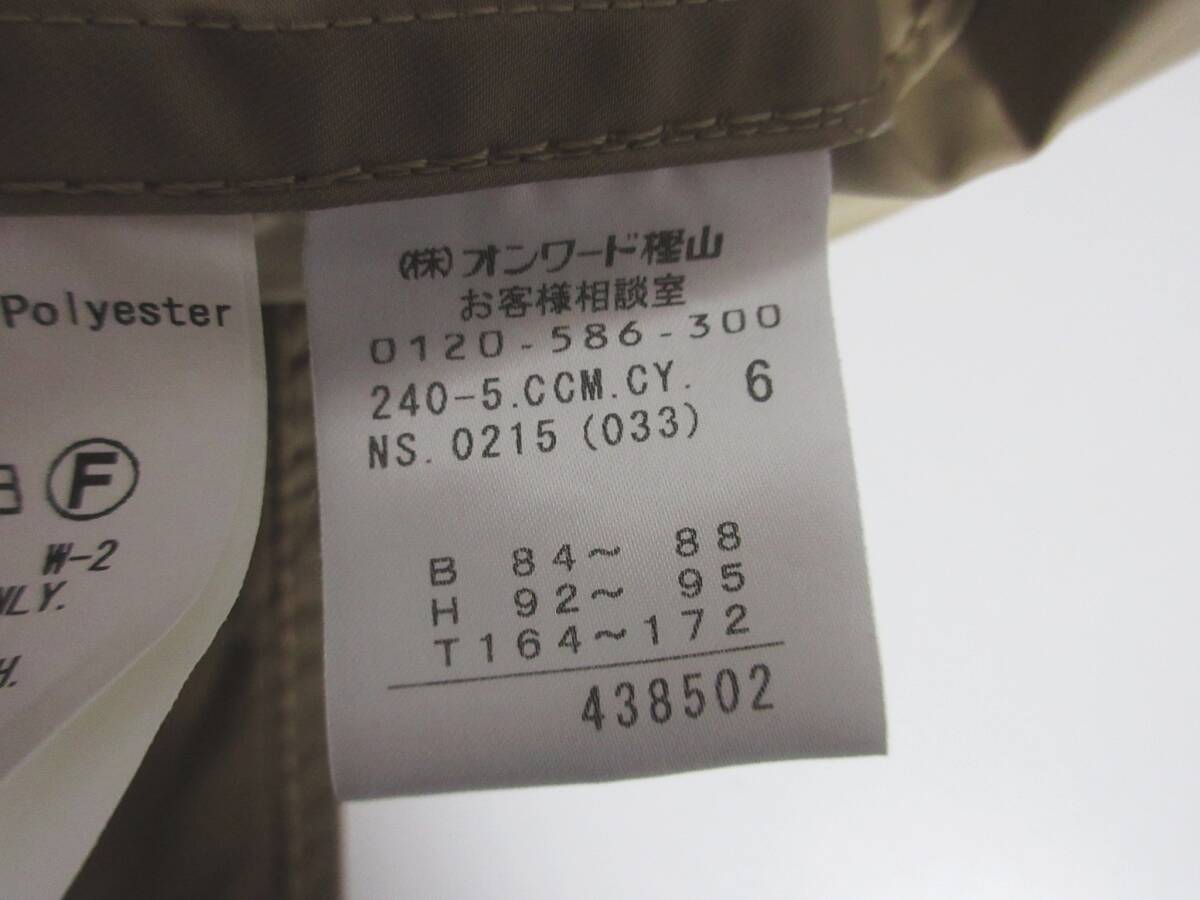 Polyester
F
W-2
NLY.
H.
(株)オンワード樫山
お客様相談室
0120-586-300
240-5.CCM.CY. 6
NS. 0215 (033)
B 84～ 88
H 92～ 95
T164～172
438502